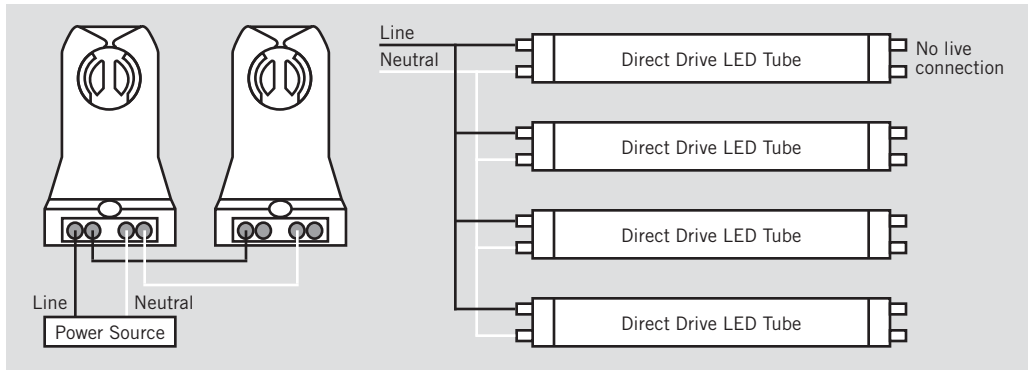 Line
Neutral
Direct Drive LED Tube
No live
connection
Direct Drive LED Tube
Direct Drive LED Tube
Direct Drive LED Tube
Line
Neutral
Power Source